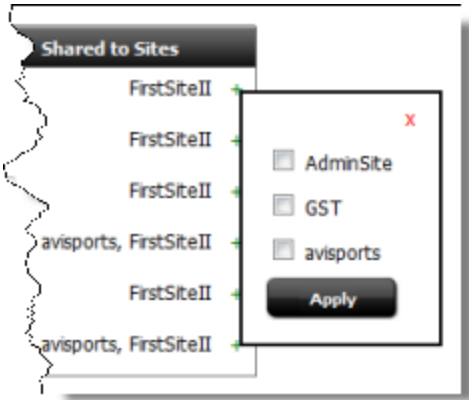 Shared to Sites
FirstSiteII +
FirstSiteII +
FirstSiteII +
avisports, FirstSiteII +
FirstSiteII +
avisports, FirstSiteII +
x
AdminSite
GST
avisports
Apply